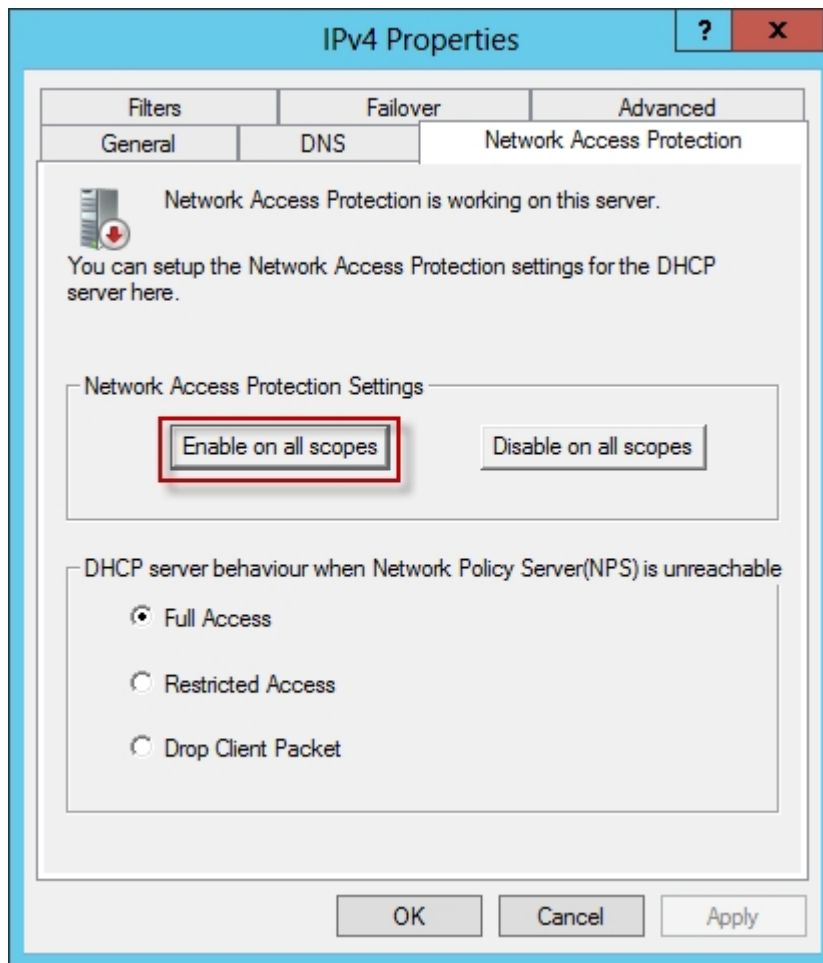 IPv4 Properties
?
x
Filters
Failover
Advanced
General
DNS
Network Access Protection
Network Access Protection is working on this server.
You can setup the Network Access Protection settings for the DHCP
server here.
Network Access Protection Settings
Enable on all scopes
Disable on all scopes
DHCP server behaviour when Network Policy Server(NPS) is unreachable
Full Access
Restricted Access
Drop Client Packet
OK
Cancel
Apply